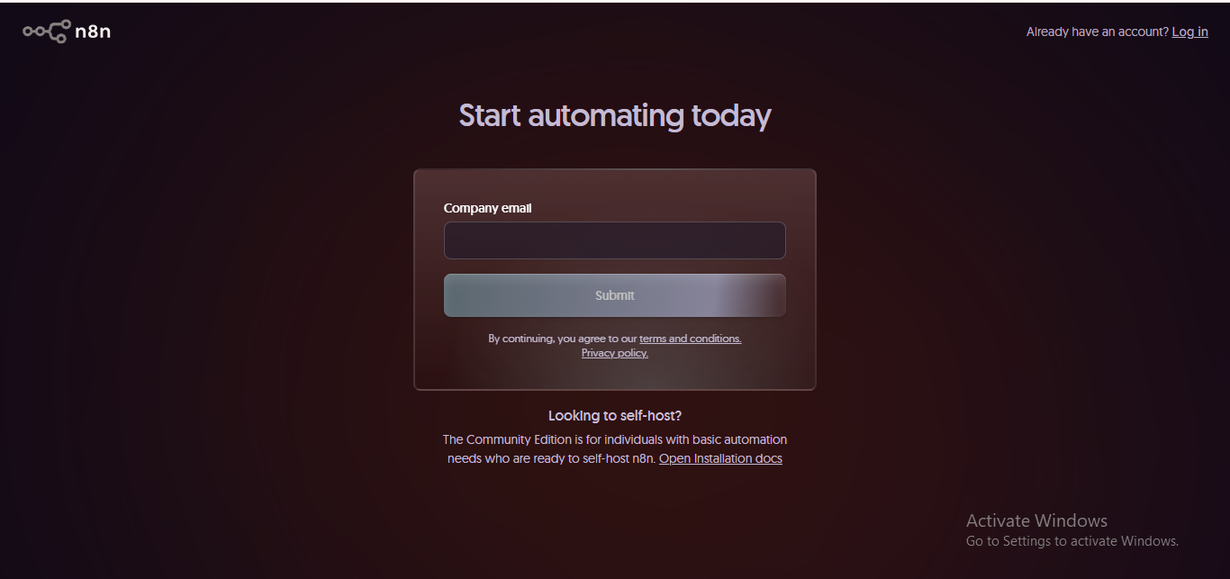 n8n
Already have an account? Log in
Start automating today
Company email
Submit
By continuing, you agree to our terms and conditions.
Privacy policy.
Looking to self-host?
The Community Edition is for individuals with basic automation
needs who are ready to self-host n8n. Open Installation docs
Activate Windows
Go to Settings to activate Windows.